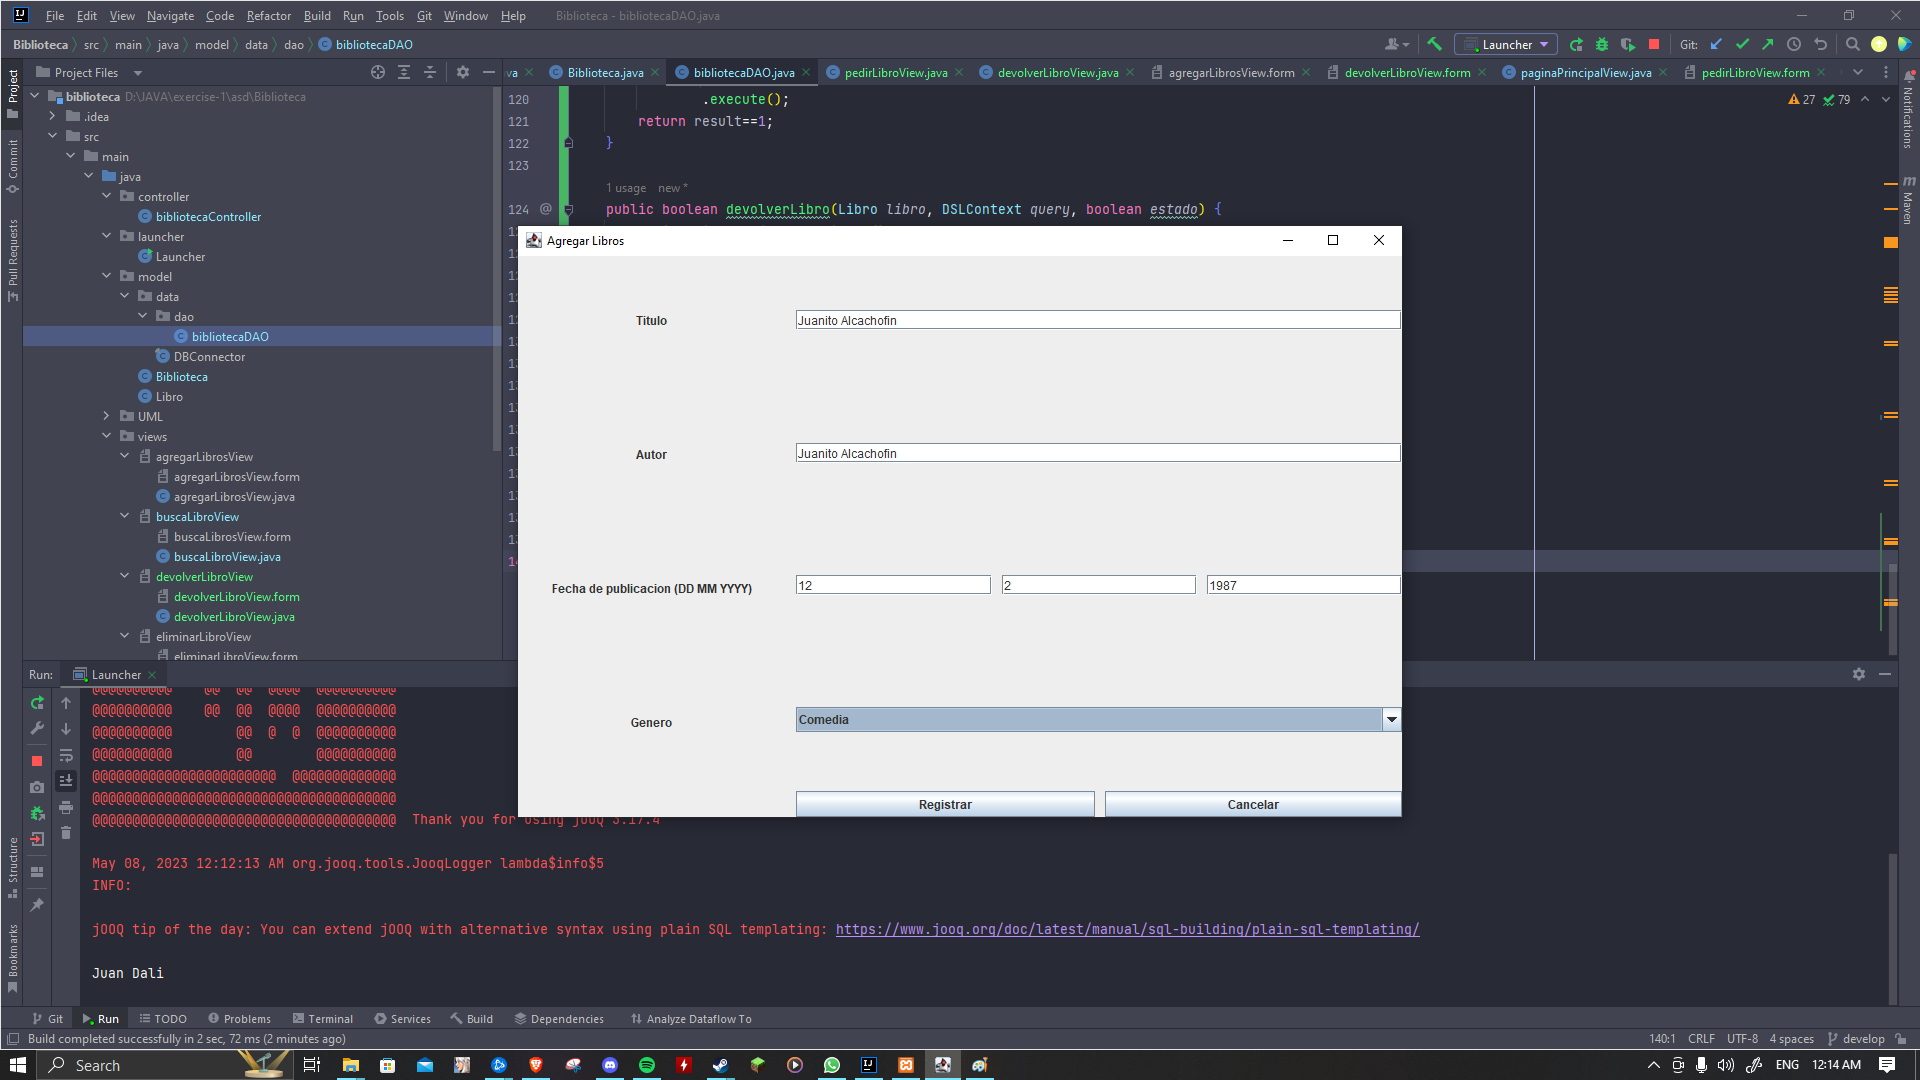 File Edit View Navigate Code Refactor Build Run Tools Git Window Help Biblioteca - bibliotecaDAO.java
Biblioteca src main java model data dao bibliotecaDAO Launcher Git:
Project Files
va Biblioteca.java bibliotecaDAO.java pedirLibroView.java devolverLibroView.java agregarLibrosView.form devolverLibroView.form paginaPrincipalView.java pedirLibroView.form
Project
Commit
Pull Requests
Structure
Bookmarks
Notifications
Maven
biblioteca D:\JAVA\exercise-1\asd\Biblioteca
.idea
src
main
java
controller
bibliotecaController
launcher
Launcher
model
data
dao
bibliotecaDAO
DBConnector
Biblioteca
Libro
UML
views
agregarLibrosView
agregarLibrosView.form
agregarLibrosView.java
buscaLibroView
buscaLibrosView.form
buscaLibroView.java
devolverLibroView
devolverLibroView.form
devolverLibroView.java
eliminarLibroView
eliminarLibroView.form
27 79
120 .execute();
121 return result==1;
122 }
123
1 usage new *
124 @ public boolean devolverLibro(Libro libro, DSLContext query, boolean estado) {
Agregar Libros
Titulo Juanito Alcachofin
Autor Juanito Alcachofin
Fecha de publicacion (DD MM YYYY) 12 2 1987
Genero Comedia
Registrar Cancelar
Run: Launcher
@@@@@@@@@@    @@  @@  @@@@  @@@@@@@@@@
@@@@@@@@@@    @@  @@  @@@@  @@@@@@@@@@
@@@@@@@@@@        @@  @  @  @@@@@@@@@@
@@@@@@@@@@        @@        @@@@@@@@@@
@@@@@@@@@@@@@@@@@@@@@@@  @@@@@@@@@@@@@
@@@@@@@@@@@@@@@@@@@@@@@@@@@@@@@@@@@@@@
@@@@@@@@@@@@@@@@@@@@@@@@@@@@@@@@@@@@@@  Thank you for using jOOQ 3.17.4
May 08, 2023 12:12:13 AM org.jooq.tools.JooqLogger lambda$info$5
INFO:
jOOQ tip of the day: You can extend jOOQ with alternative syntax using plain SQL templating: https://www.jooq.org/doc/latest/manual/sql-building/plain-sql-templating/
Juan Dali
Git Run TODO Problems Terminal Services Build Dependencies Analyze Dataflow To
Build completed successfully in 2 sec, 72 ms (2 minutes ago) 140:1 CRLF UTF-8 4 spaces develop
Search ENG 12:14 AM